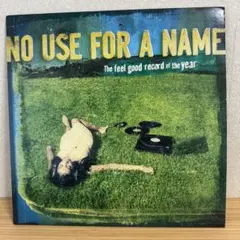 NO USE FOR A NAME
The feel good record of the year